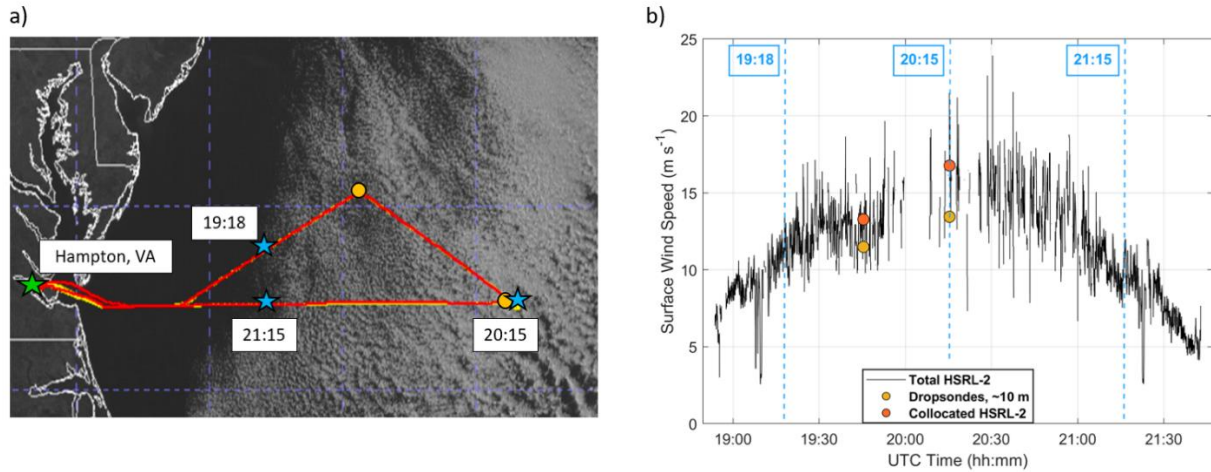 a)
Hampton, VA
19:18
21:15
20:15
b)
25
20
15
10
5
0
Surface Wind Speed (m s-1)
19:18
20:15
21:15
Total HSRL-2
Dropsondes, ~10 m
Collocated HSRL-2
19:00
19:30
20:00
20:30
21:00
21:30
UTC Time (hh:mm)